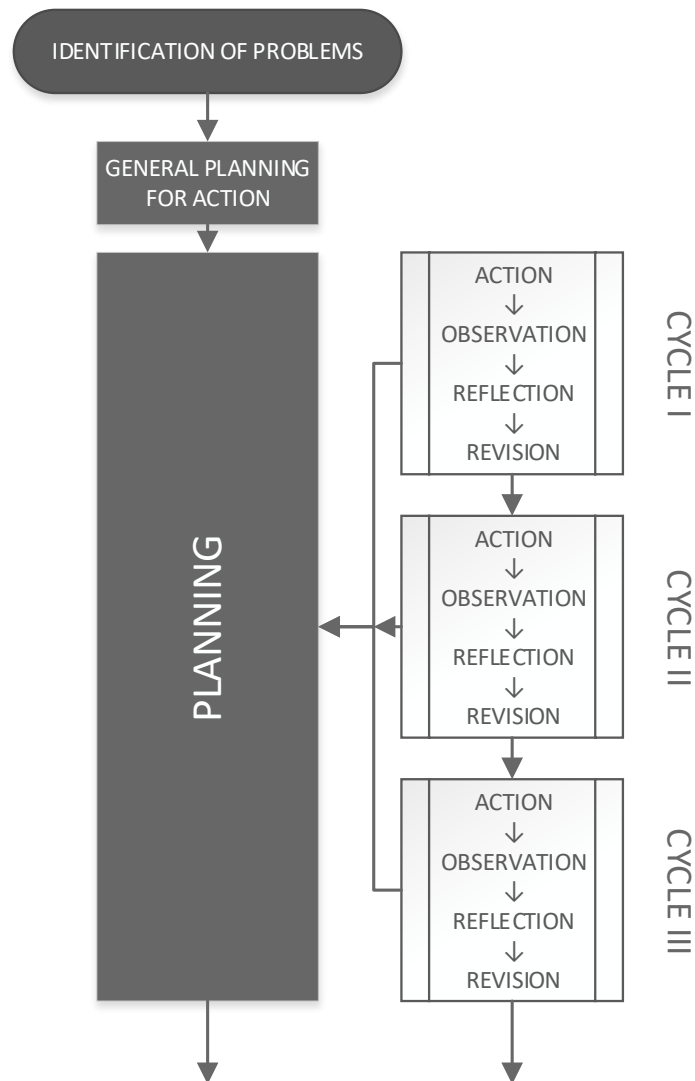 IDENTIFICATION OF PROBLEMS
GENERAL PLANNING
FOR ACTION
PLANNING
ACTION
OBSERVATION
REFLECTION
REVISION
CYCLE I
ACTION
OBSERVATION
REFLECTION
REVISION
CYCLE II
ACTION
OBSERVATION
REFLECTION
REVISION
CYCLE III